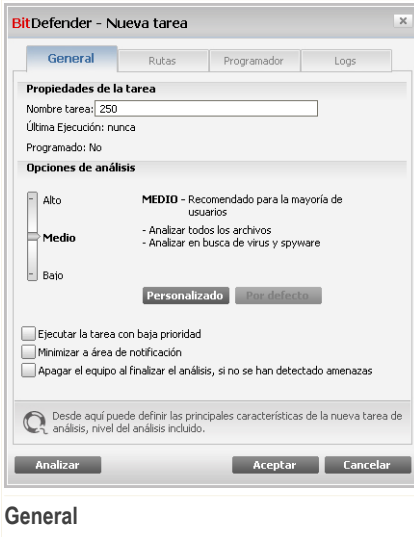 BitDefender - Nueva tarea
General
Rutas
Programador
Logs
Propiedades de la tarea
Nombre tarea: 250
Última Ejecución: nunca
Programado: No
Opciones de análisis
Alto
MEDIO - Recomendado para la mayoría de
usuarios
- Analizar todos los archivos
Medio
- Analizar en busca de virus y spyware
Bajo
Personalizado
Por defecto
Ejecutar la tarea con baja prioridad
Minimizar a área de notificación
Apagar el equipo al finalizar el análisis, si no se han detectado amenazas
Desde aquí puede definir las principales características de la nueva tarea de
análisis, nivel del análisis incluido.
Analizar
Aceptar
Cancelar
General